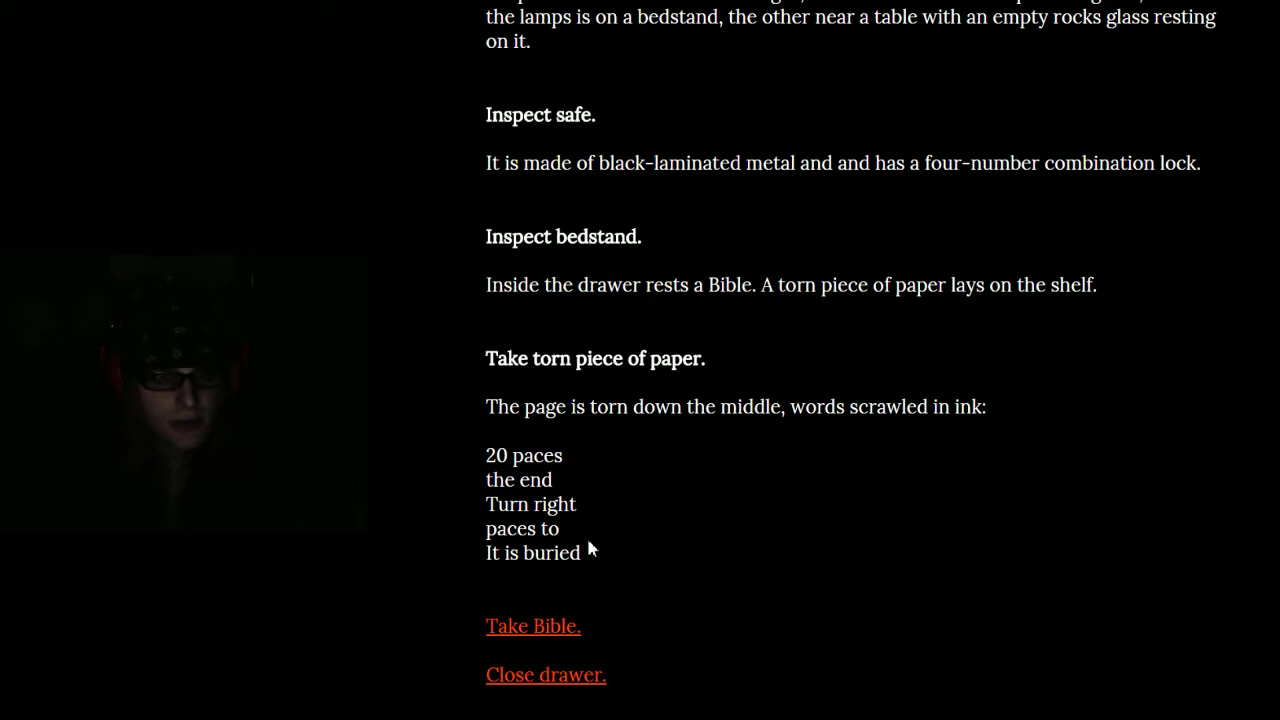 the lamps is on a bedstand, the other near a table with an empty rocks glass resting
on it.
Inspect safe.
It is made of black-laminated metal and and has a four-number combination lock.
Inspect bedstand.
Inside the drawer rests a Bible. A torn piece of paper lays on the shelf.
Take torn piece of paper.
The page is torn down the middle, words scrawled in ink:
20 paces
the end
Turn right
paces to
It is buried
Take Bible.
Close drawer.